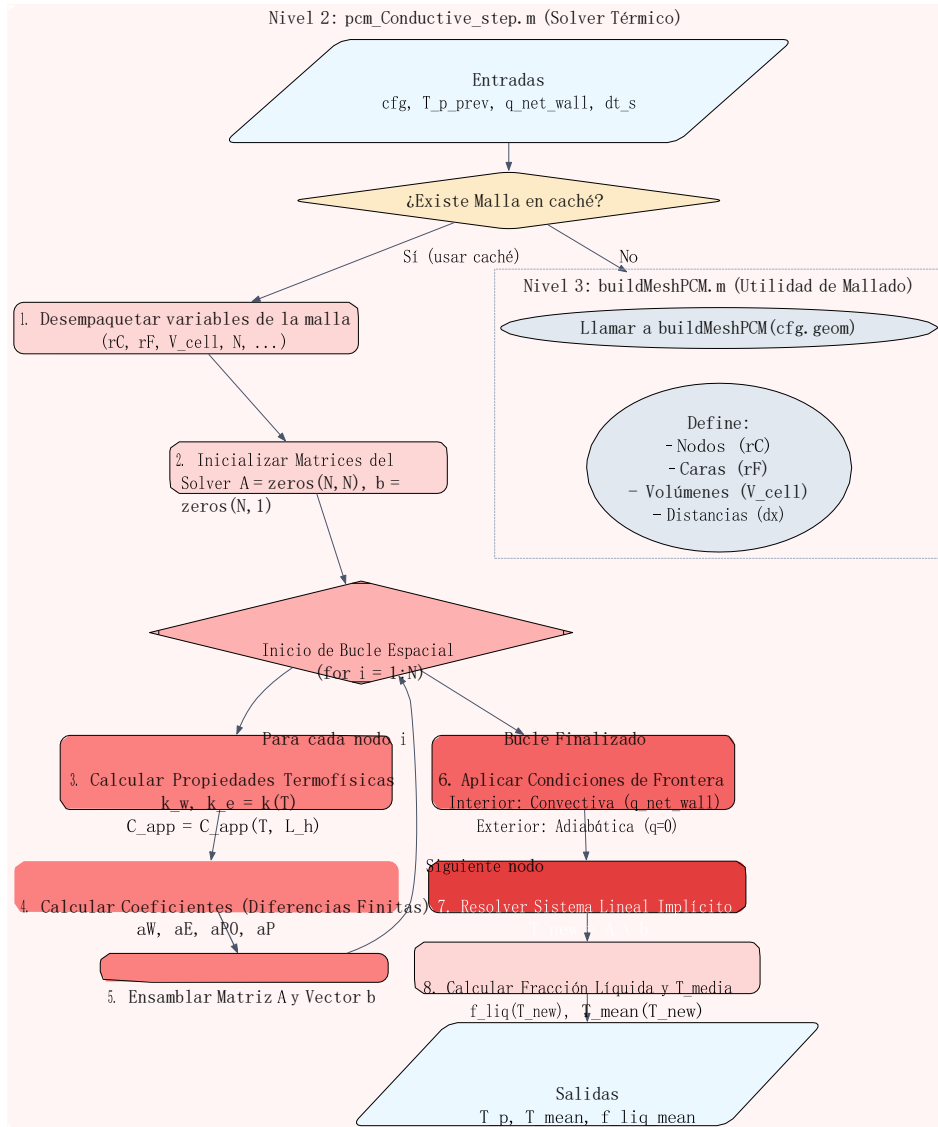 Nivel 2: pcm_Conductive_step.m (Solver Térmico)
Entradas
cfg, T_p_prev, q_net_wall, dt_s
¿Existe Malla en caché?
Sí (usar caché)
No
Nivel 3: buildMeshPCM.m (Utilidad de Mallado)
Llamar a buildMeshPCM(cfg.geom)
Define:
- Nodos (rC)
- Caras (rF)
- Volúmenes (V_cell)
- Distancias (dx)
1. Desempaquetar variables de la malla
(rC, rF, V_cell, N, ...)
2. Inicializar Matrices del
Solver A = zeros(N,N), b =
zeros(N,1)
Inicio de Bucle Espacial
(for i = 1:N)
Para cada nodo i
Bucle Finalizado
3. Calcular Propiedades Termofísicas
k_w, k_e = k(T)
C_app = C_app(T, L_h)
6. Aplicar Condiciones de Frontera
Interior: Convectiva (q_net_wall)
Exterior: Adiabática (q=0)
Siguiente nodo
4. Calcular Coeficientes (Diferencias Finitas)
aW, aE, aP0, aP
7. Resolver Sistema Lineal Implícito
5. Ensamblar Matriz A y Vector b
8. Calcular Fracción Líquida y T_media
f_liq(T_new), T_mean(T_new)
Salidas
T_p, T_mean, f_liq_mean